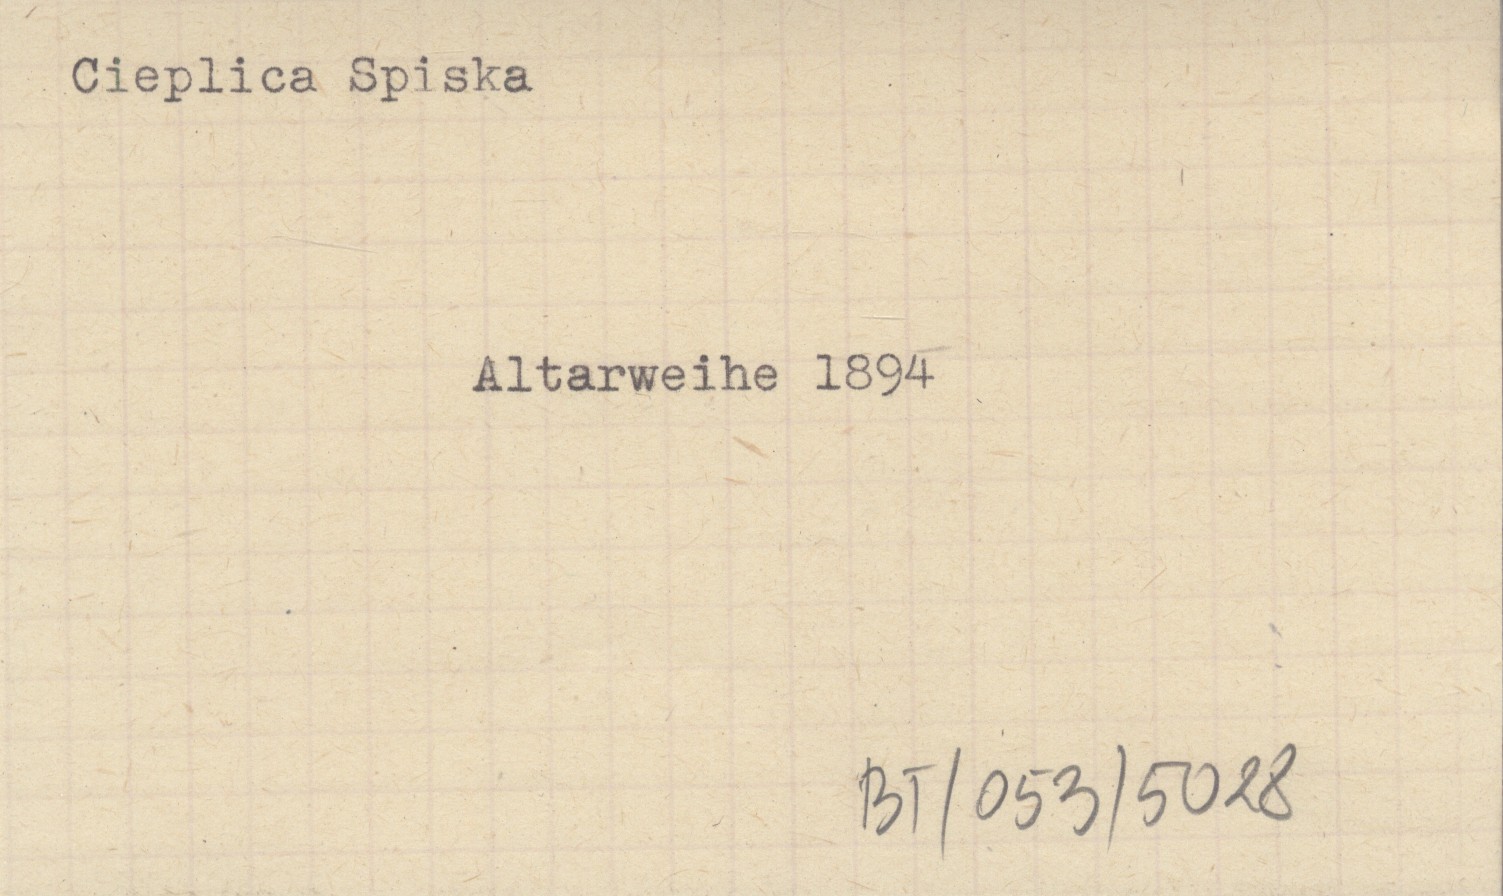 Cieplica Spiska
Altarweihe 1894
BT/053/5028